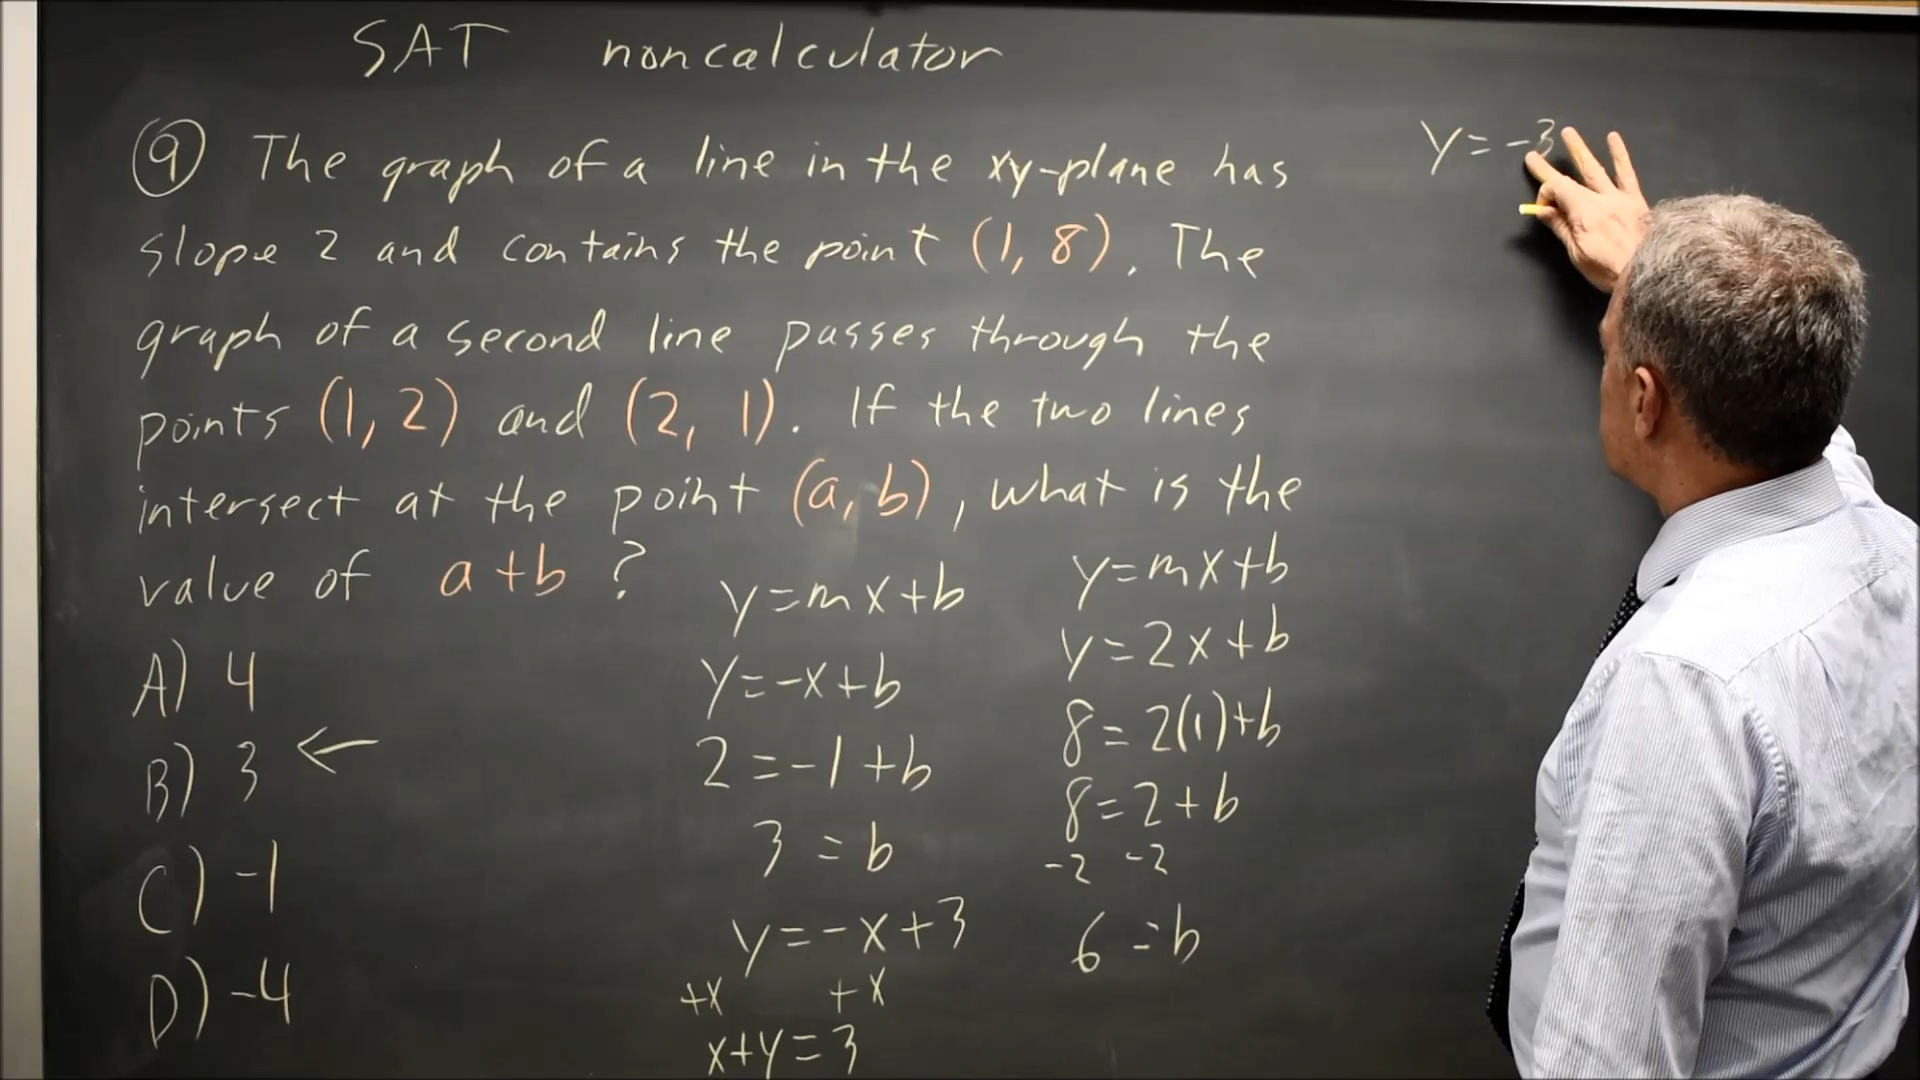 SAT noncalculator
9 The graph of a line in the xy-plane has
slope 2 and contains the point (1, 8). The
graph of a second line passes through the
points (1, 2) and (2, 1). If the two lines
intersect at the point (a, b), what is the
value of a+b ?
A) 4
B) 3 ←
C) -1
D) -4
y=mx+b
y=-x+b
2=-1+b
3=b
y=-x+3
+x +x
x+y=3
y=mx+b
y=2x+b
8=2(1)+b
8=2+b
-2 -2
6=b
y=-3